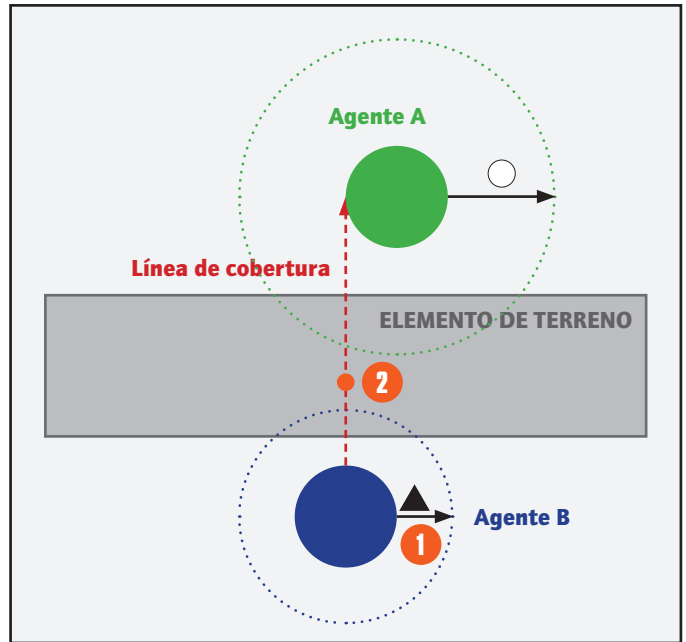 Agente A
Línea de cobertura
ELEMENTO DE TERRENO
2
Agente B
1